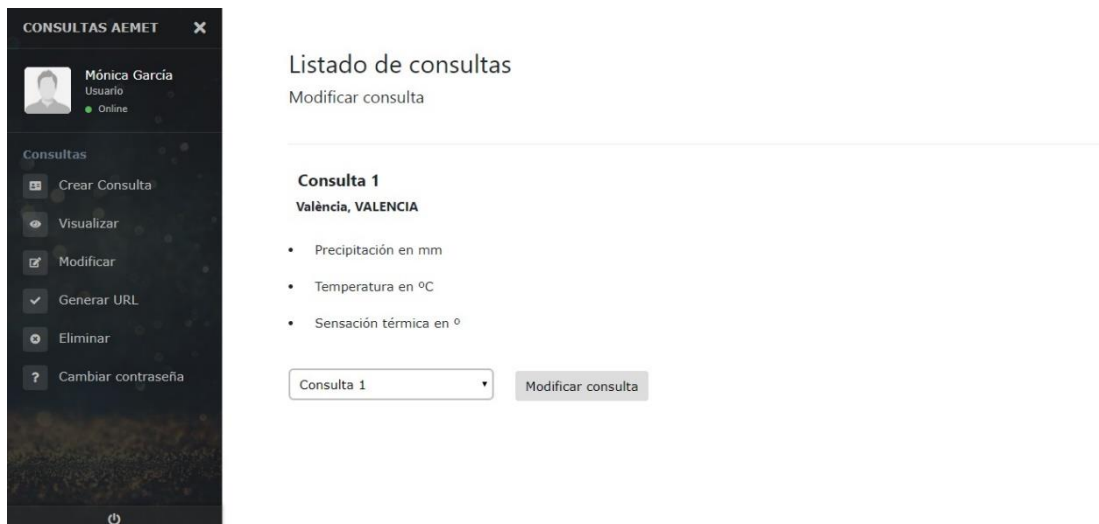 CONSULTAS AEMET
Mónica García
Usuario
Online
Consultas
Crear Consulta
Visualizar
Modificar
Generar URL
Eliminar
? Cambiar contraseña
Listado de consultas
Modificar consulta
Consulta 1
València, VALENCIA
• Precipitación en mm
• Temperatura en ºC
• Sensación térmica en º
Consulta 1
Modificar consulta